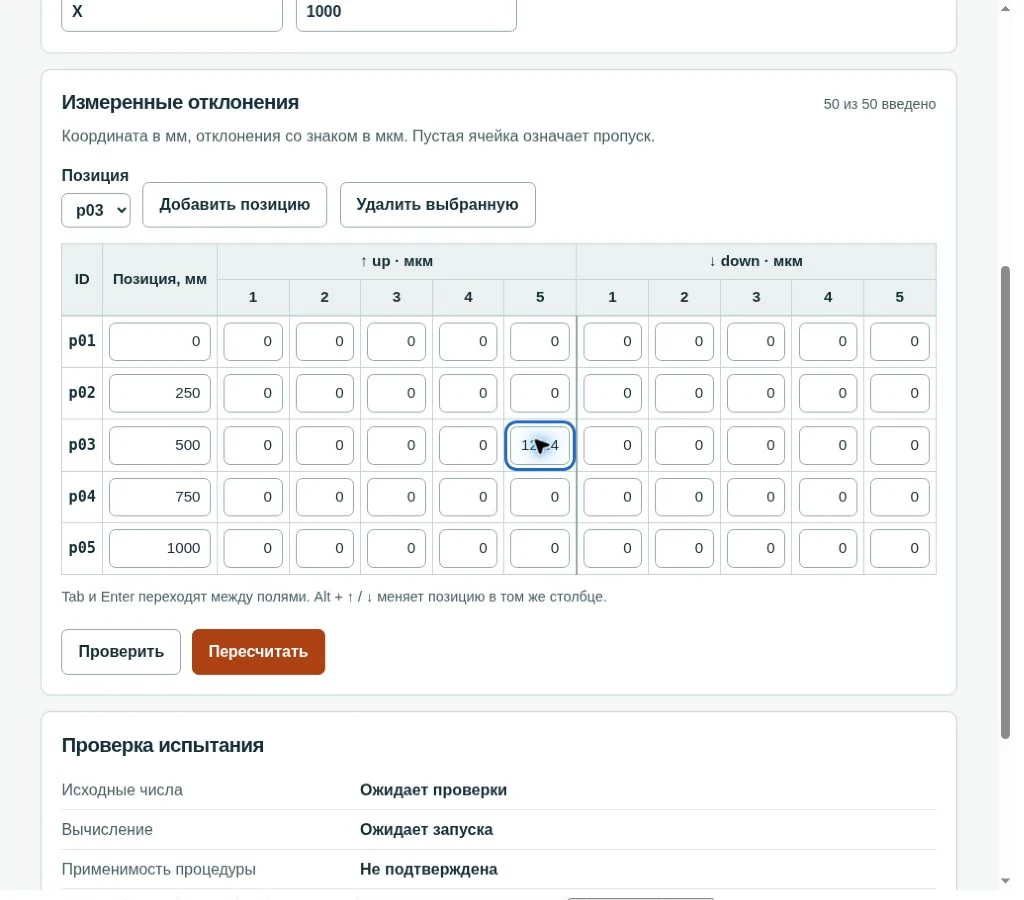 X 1000
Измеренные отклонения 50 из 50 введено
Координата в мм, отклонения со знаком в мкм. Пустая ячейка означает пропуск.
Позиция
p03 Добавить позицию Удалить выбранную
ID Позиция, мм ↑ up · мкм ↓ down · мкм
1 2 3 4 5 1 2 3 4 5
p01 0 0 0 0 0 0 0 0 0 0 0
p02 250 0 0 0 0 0 0 0 0 0 0
p03 500 0 0 0 0 0 0 0 0 0
p04 750 0 0 0 0 0 0 0 0 0 0
p05 1000 0 0 0 0 0 0 0 0 0 0
Tab и Enter переходят между полями. Alt + ↑ / ↓ меняет позицию в том же столбце.
Проверить Пересчитать
Проверка испытания
Исходные числа Ожидает проверки
Вычисление Ожидает запуска
Применимость процедуры Не подтверждена